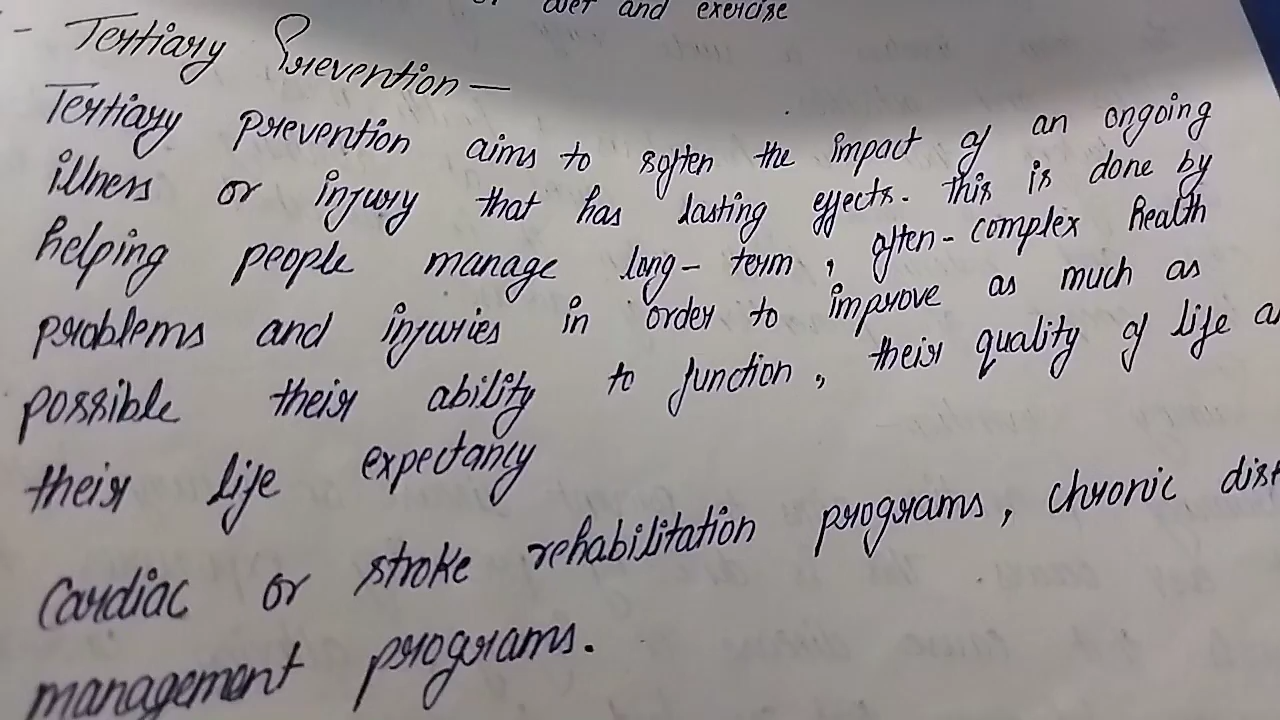 diet and exercise
- Tertiary Prevention —
Tertiary prevention aims to soften the impact of an ongoing
illness or injury that has lasting effects. this is done by
helping people manage long- term, often-complex health
problems and injuries in order to improve as much as
possible their ability to function, their quality of life
their life expectancy
Cardiac or stroke rehabilitation programs, chronic
management programs.